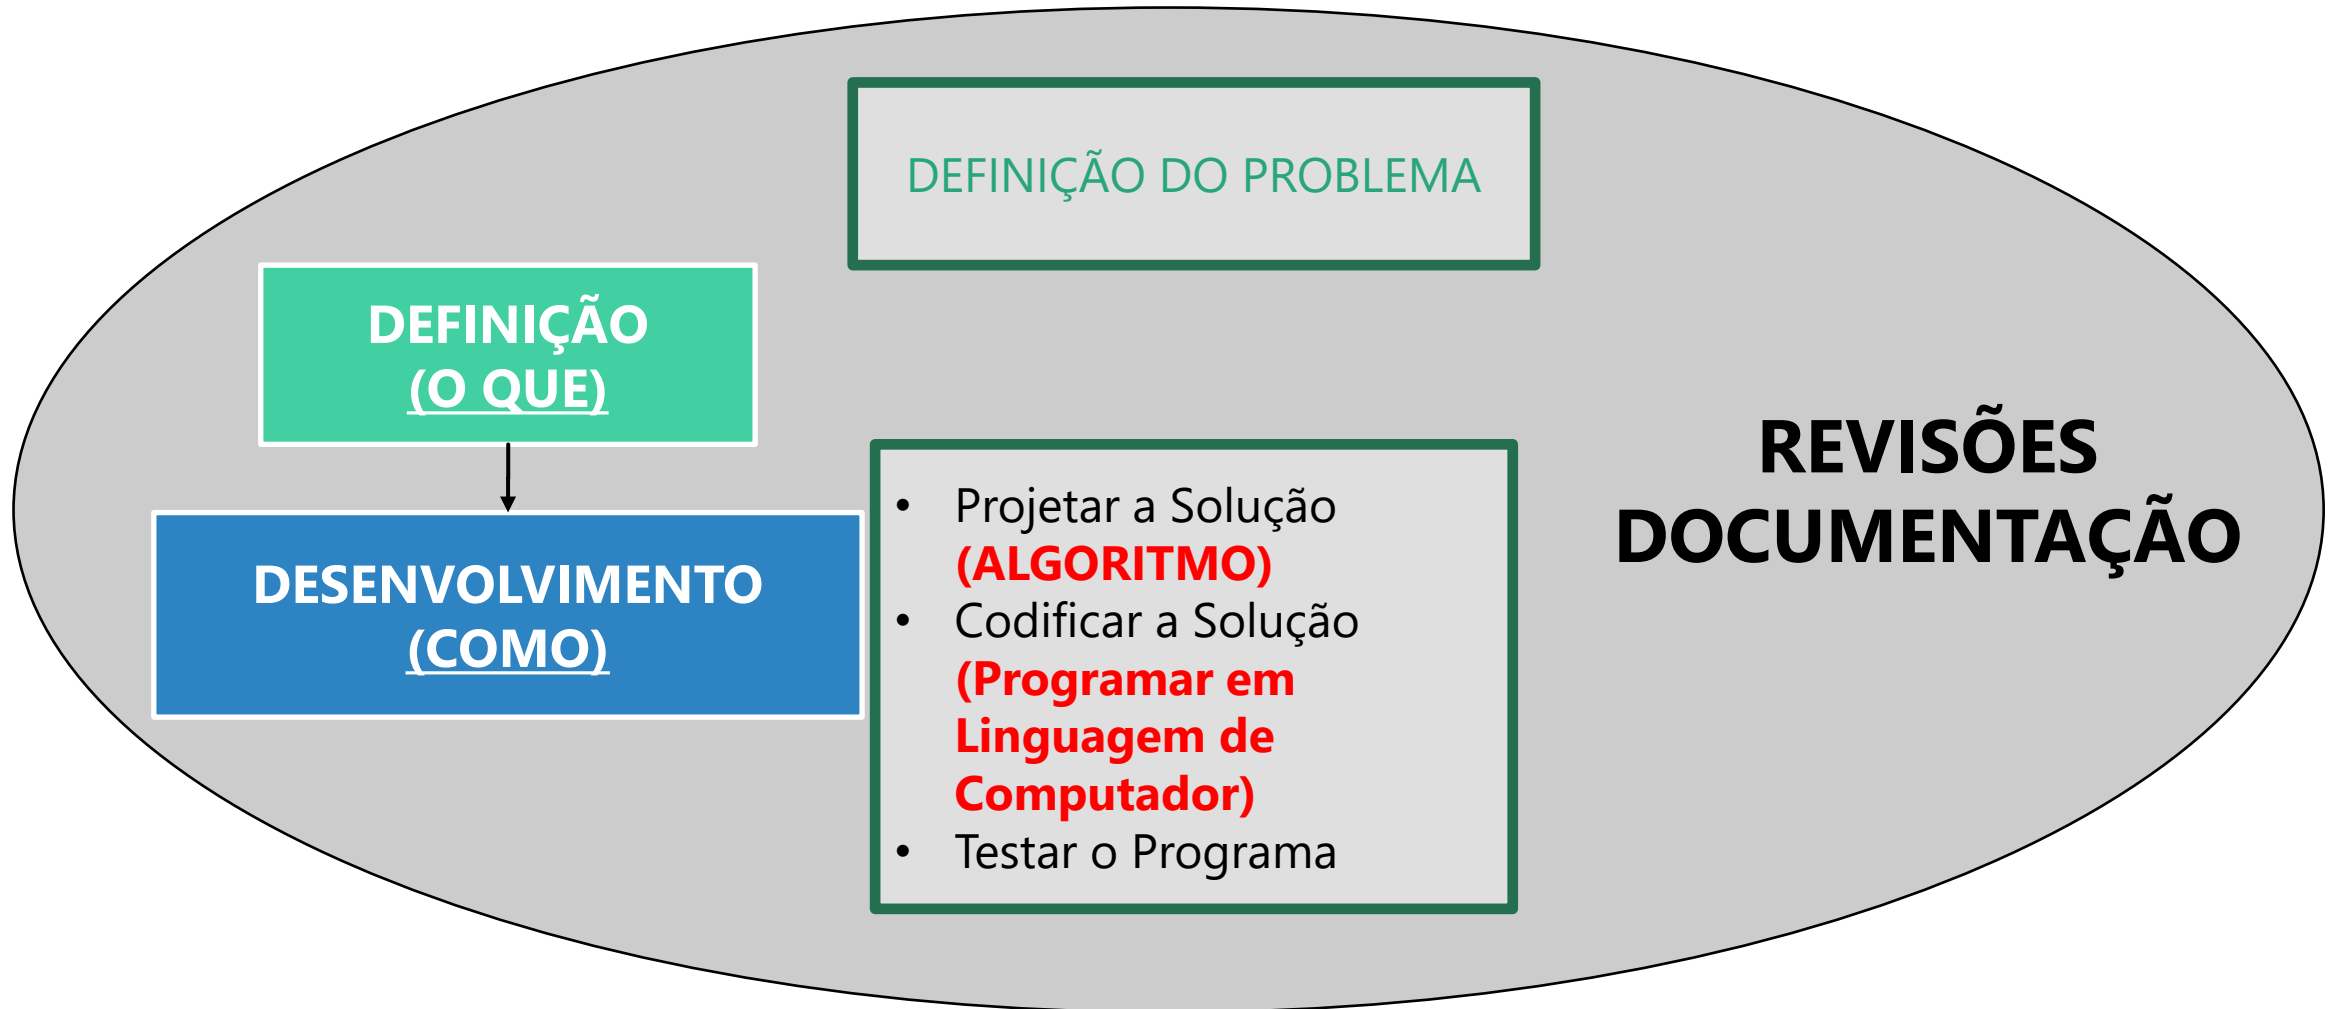 DEFINIÇÃO DO PROBLEMA
DEFINIÇÃO
(O QUE)
DESENVOLVIMENTO
(COMO)
• Projetar a Solução
(ALGORITMO)
• Codificar a Solução
(Programar em
Linguagem de
Computador)
• Testar o Programa
REVISÕES
DOCUMENTAÇÃO